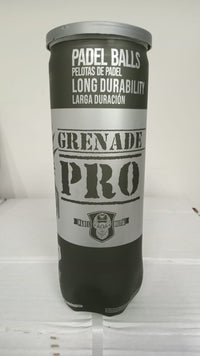 PADEL BALLS
PELOTAS DE PADEL
LONG DURABILITY
LARGA DURACIÓN
GRENADE
PRO